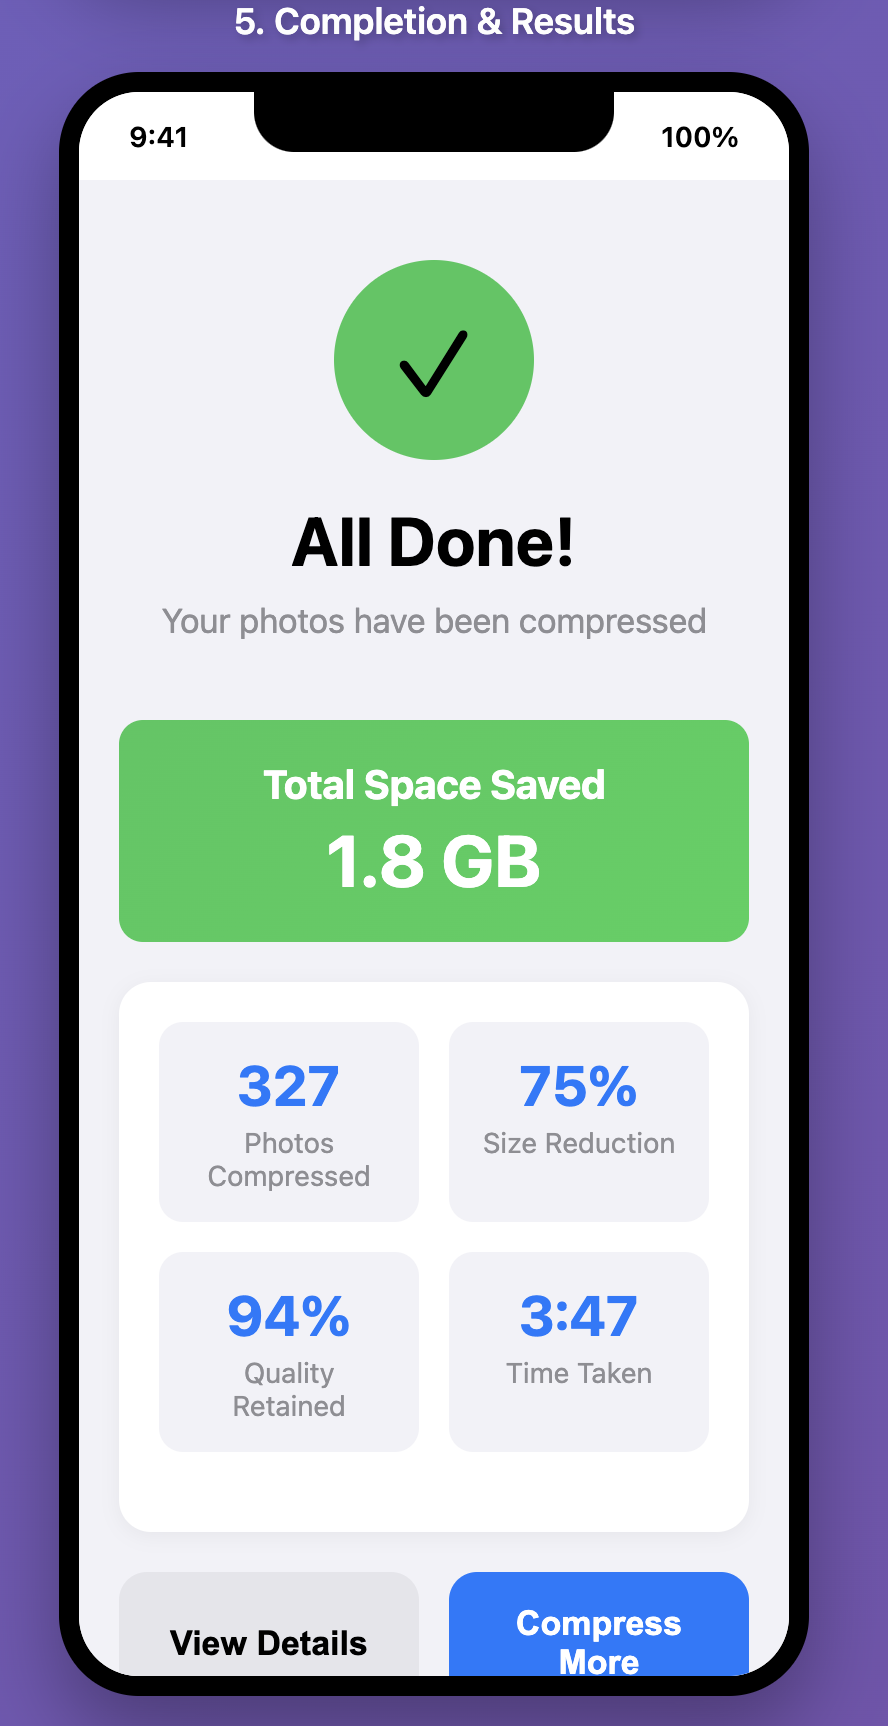 5. Completion & Results
9:41
100%
All Done!
Your photos have been compressed
Total Space Saved
1.8 GB
327
Photos
Compressed
75%
Size Reduction
94%
Quality
Retained
3:47
Time Taken
View Details
Compress
More